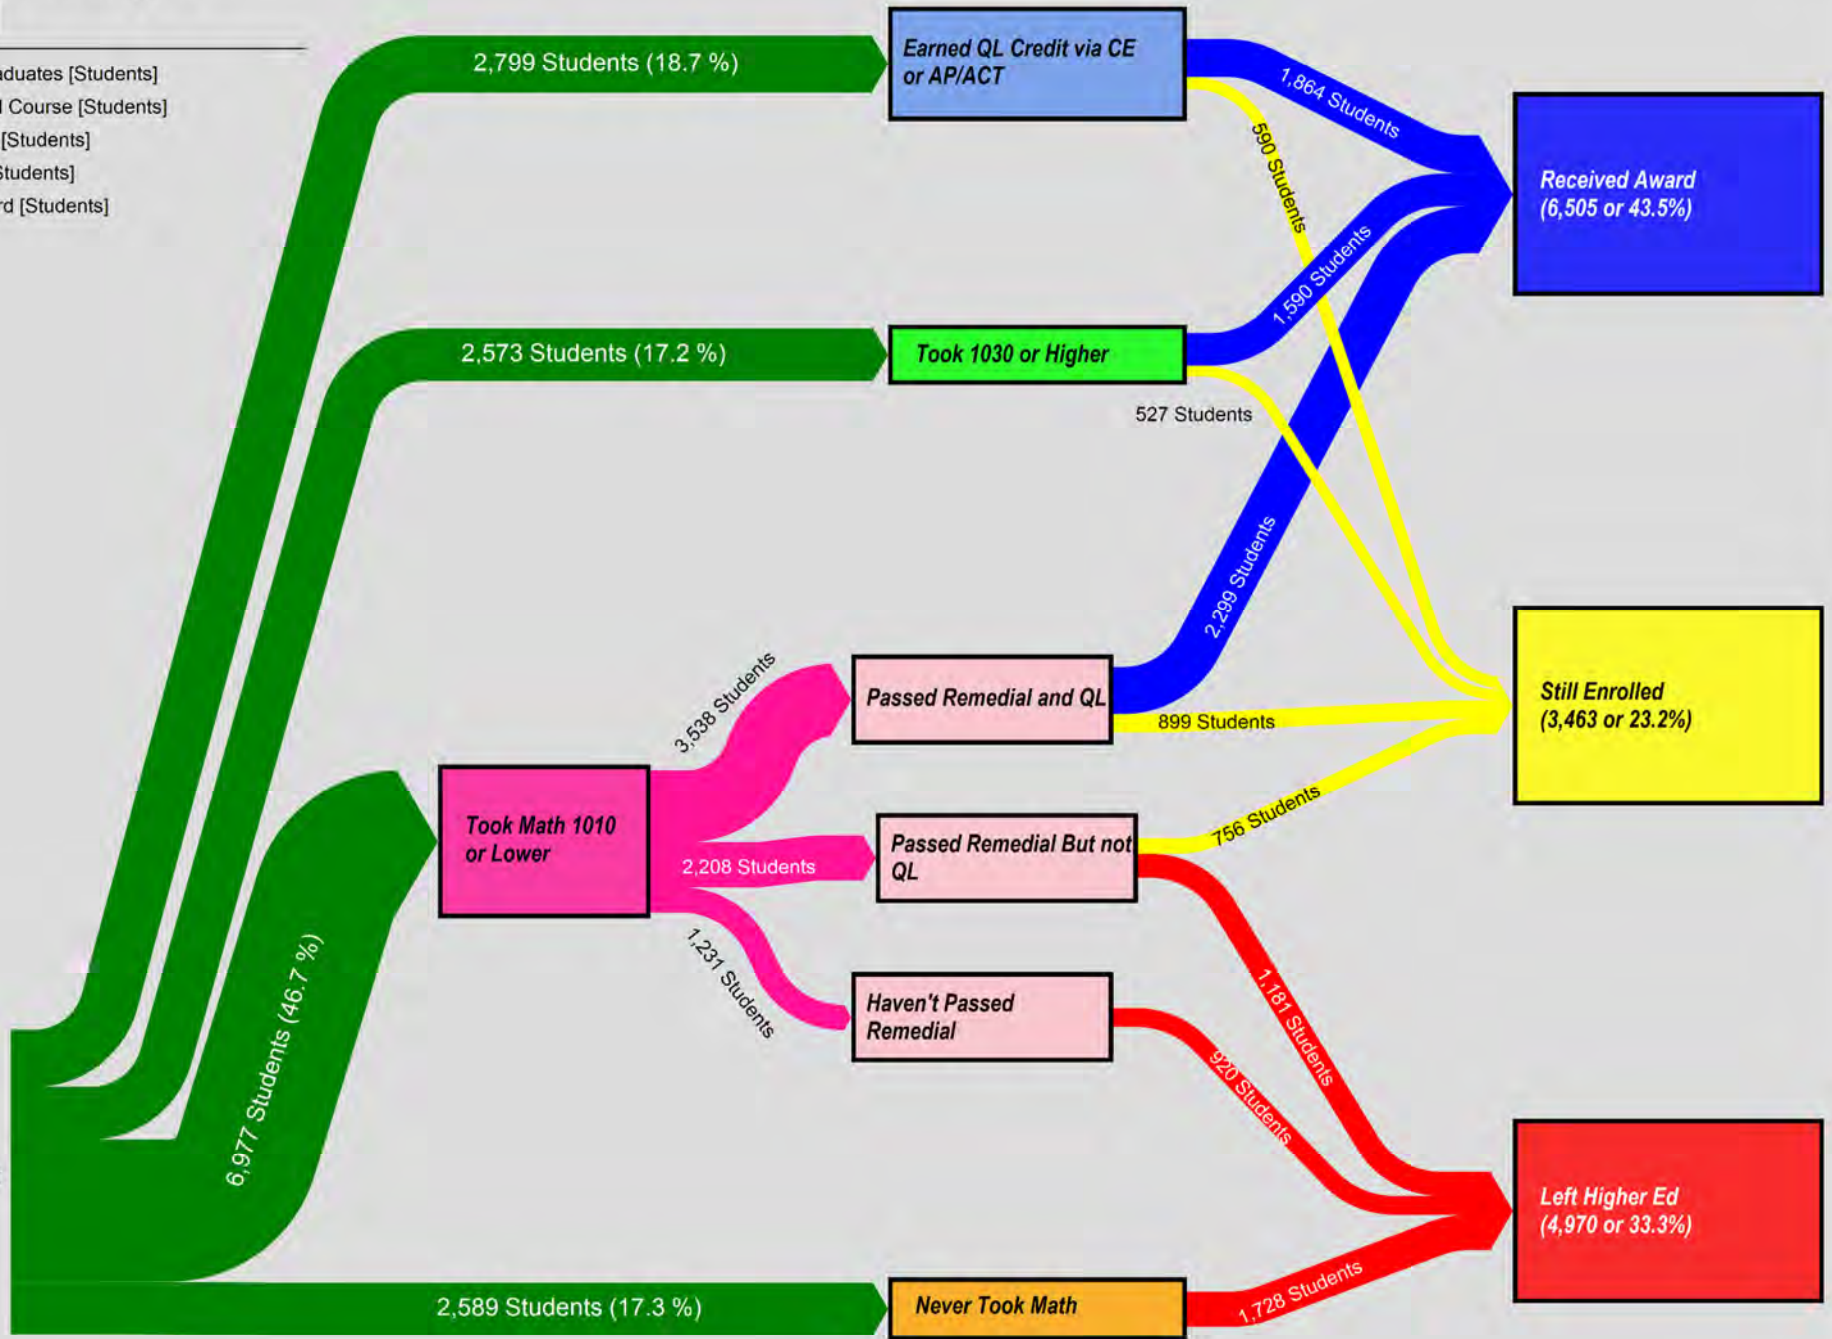 [Students]
Course [Students]
[Students]
[Students]
2,799 Students (18.7 %)
Earned QL Credit via CE
or AP/ACT
1,864 Students
590 Students
Received Award
(6,505 or 43.5%)
2,573 Students (17.2 %)
Took 1030 or Higher
1,590 Students
527 Students
2,299 Students
3,538 Students
Passed Remedial and QL
899 Students
Still Enrolled
(3,463 or 23.2%)
6,977 Students (46.7 %)
Took Math 1010
or Lower
2,208 Students
Passed Remedial But not
QL
756 Students
1,181 Students
1,231 Students
Haven't Passed
Remedial
920 Students
Left Higher Ed
(4,970 or 33.3%)
2,589 Students (17.3 %)
Never Took Math
1,728 Students